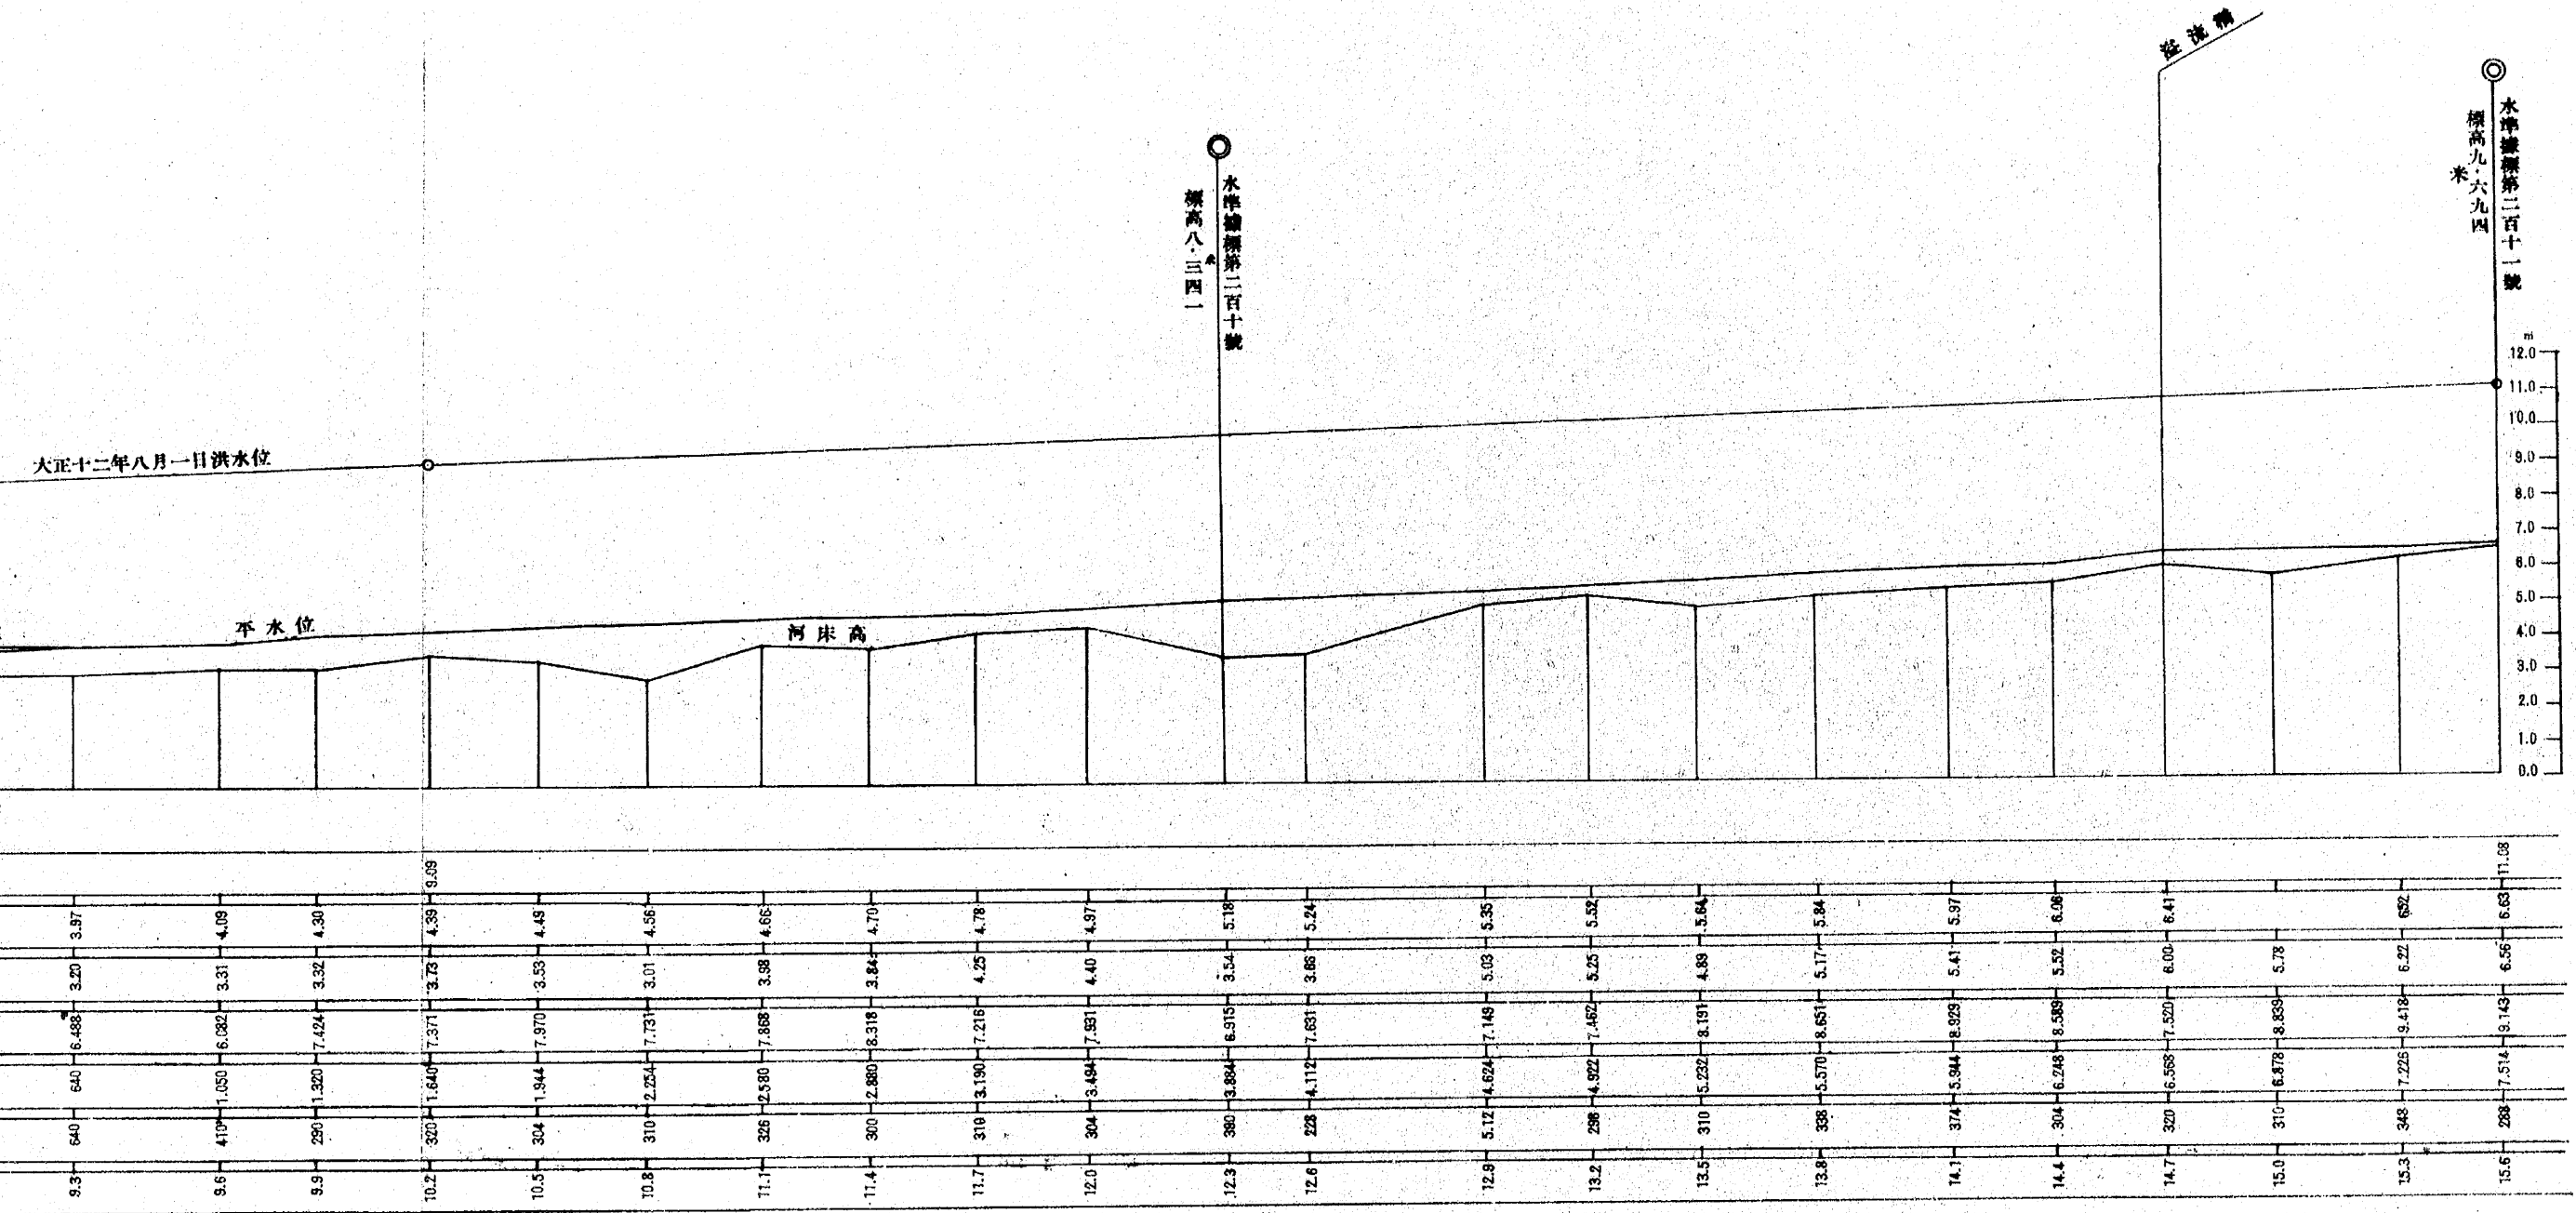 溢流橋
水準據標第二百十一號
標高九·六九四
米
水準據標第二百十號
標高八·三四一
米
m
12.0
11.0
10.0
9.0
8.0
7.0
6.0
5.0
4.0
3.0
2.0
1.0
0.0
大正十二年八月一日洪水位
平水位
河床高
9.09 11.08
3.97 4.09 4.30 4.39 4.49 4.56 4.66 4.70 4.78 4.97 5.18 5.24 5.35 5.52 5.64 5.84 5.97 6.06 6.41 652 6.63
3.20 3.31 3.32 3.73 3.53 3.01 3.98 3.84 4.25 4.40 3.54 3.68 5.03 5.25 4.89 5.17 5.41 5.52 6.00 5.78 6.22 6.56
6.488 6.082 7.424 7.371 7.970 7.731 7.868 8.318 7.216 7.931 6.915 7.631 7.149 7.462 8.191 8.651 8.929 8.589 7.520 8.839 9.418 9.143
640 1.050 1.320 1.640 1.944 2.254 2.580 2.880 3.190 3.494 3.884 4.112 4.624 4.922 5.232 5.570 5.944 6.248 6.568 6.878 7.226 7.514
640 410 290 320 304 310 326 300 310 304 390 228 5.12 298 310 338 374 304 320 310 348 288
9.3 9.6 9.9 10.2 10.5 10.8 11.1 11.4 11.7 12.0 12.3 12.6 12.9 13.2 13.5 13.8 14.1 14.4 14.7 15.0 15.3 15.6